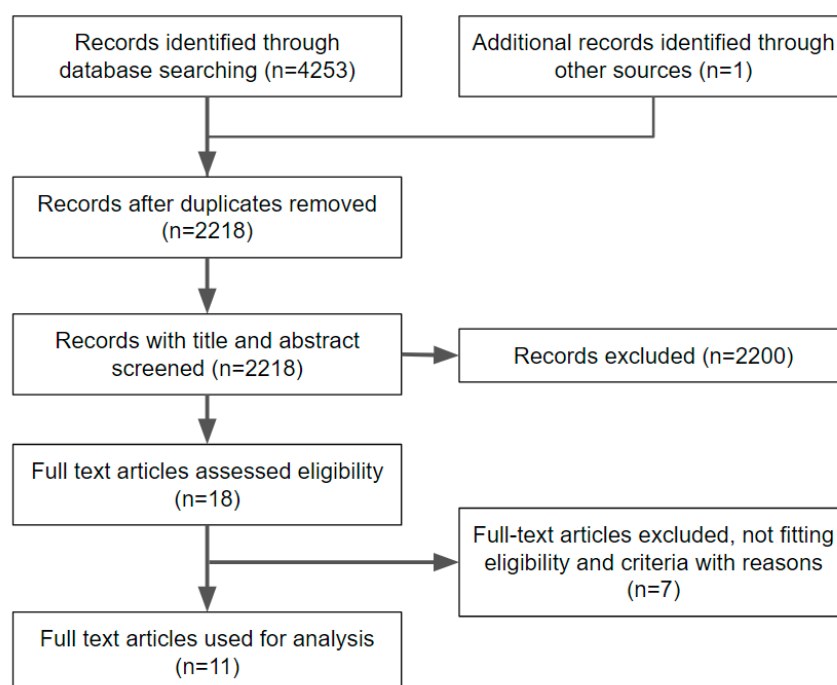 Records identified through
database searching (n=4253)
Additional records identified through
other sources (n=1)
Records after duplicates removed
(n=2218)
Records with title and abstract
screened (n=2218)
Records excluded (n=2200)
Full text articles assessed eligibility
(n=18)
Full-text articles excluded, not fitting
eligibility and criteria with reasons
(n=7)
Full text articles used for analysis
(n=11)